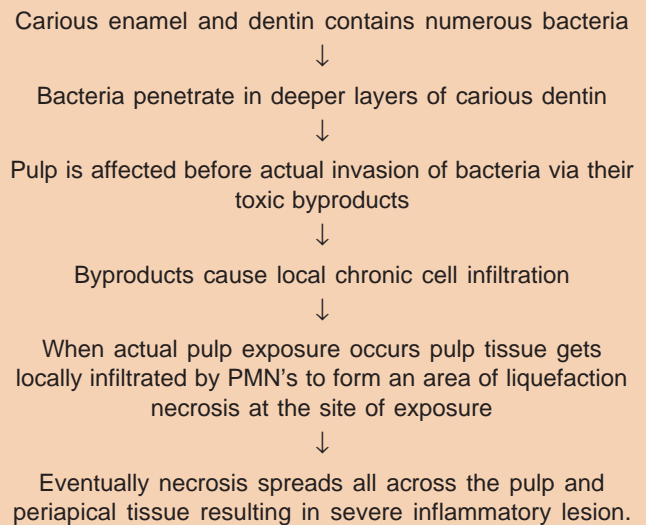 Carious enamel and dentin contains numerous bacteria
↓
Bacteria penetrate in deeper layers of carious dentin
↓
Pulp is affected before actual invasion of bacteria via their
toxic byproducts
↓
Byproducts cause local chronic cell infiltration
↓
When actual pulp exposure occurs pulp tissue gets
locally infiltrated by PMN's to form an area of liquefaction
necrosis at the site of exposure
↓
Eventually necrosis spreads all across the pulp and
periapical tissue resulting in severe inflammatory lesion.